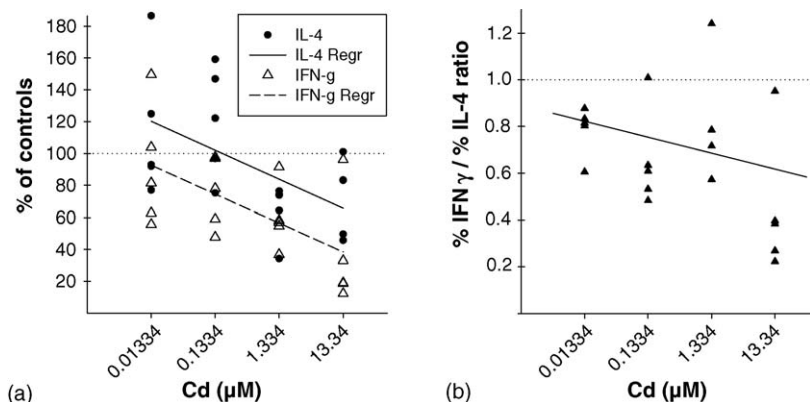 180
160
140
120
100
80
60
40
20
% of controls
IL-4
IL-4 Regr
IFN-g
IFN-g Regr
0.01334
0.1334
1.334
13.34
Cd (µM)
(a)
1.2
1.0
0.8
0.6
0.4
0.2
% IFN γ / % IL-4 ratio
0.01334
0.1334
1.334
13.34
Cd (µM)
(b)